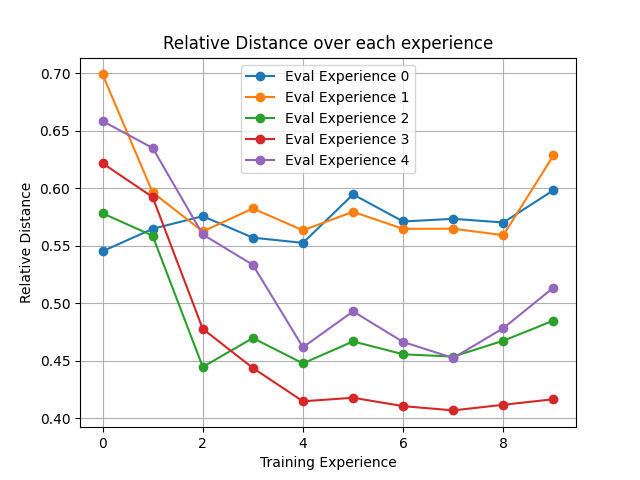 Relative Distance over each experience
Eval Experience 0
Eval Experience 1
Eval Experience 2
Eval Experience 3
Eval Experience 4
Relative Distance
0.70
0.65
0.60
0.55
0.50
0.45
0.40
0 2 4 6 8
Training Experience